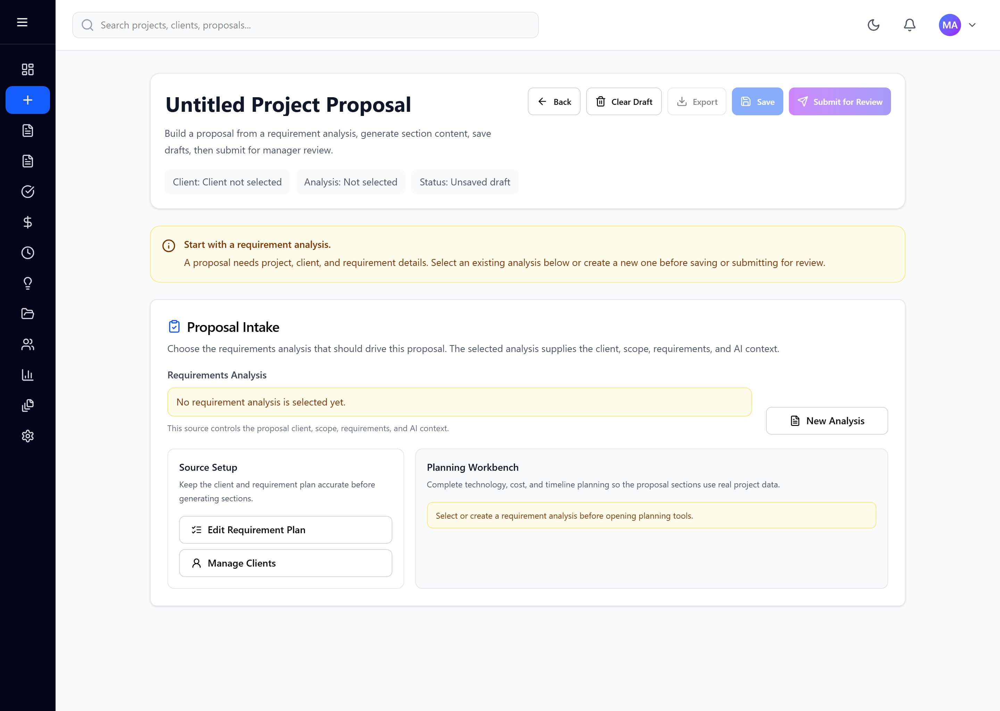 Search projects, clients, proposals...
MA
Untitled Project Proposal
Back
Clear Draft
Export
Save
Submit for Review
Build a proposal from a requirement analysis, generate section content, save
drafts, then submit for manager review.
Client: Client not selected
Analysis: Not selected
Status: Unsaved draft
Start with a requirement analysis.
A proposal needs project, client, and requirement details. Select an existing analysis below or create a new one before saving or submitting for review.
Proposal Intake
Choose the requirements analysis that should drive this proposal. The selected analysis supplies the client, scope, requirements, and AI context.
Requirements Analysis
No requirement analysis is selected yet.
This source controls the proposal client, scope, requirements, and AI context.
New Analysis
Source Setup
Keep the client and requirement plan accurate before
generating sections.
Edit Requirement Plan
Manage Clients
Planning Workbench
Complete technology, cost, and timeline planning so the proposal sections use real project data.
Select or create a requirement analysis before opening planning tools.